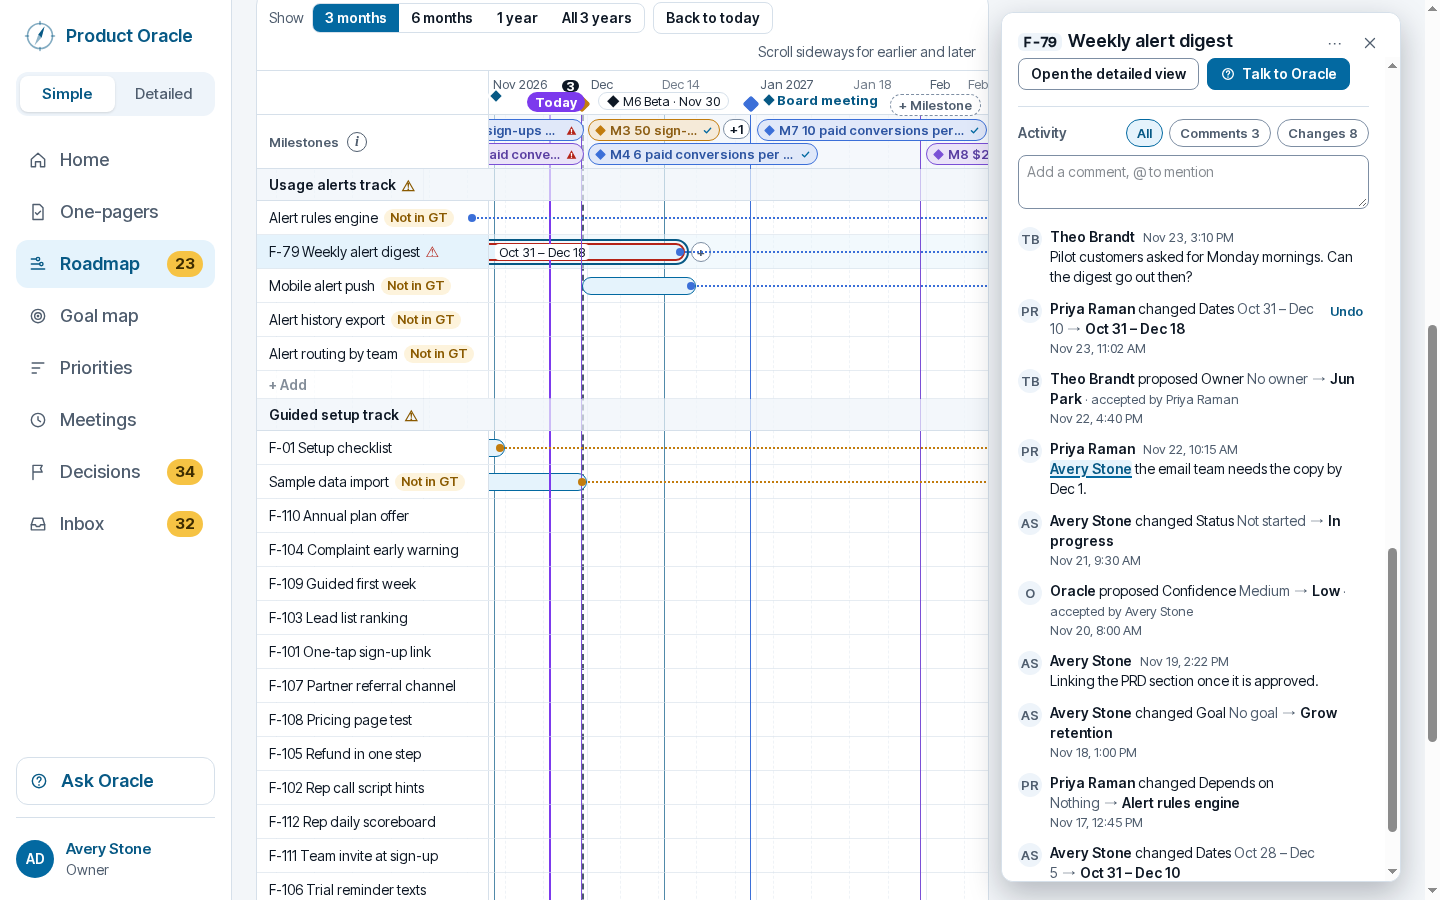 Product Oracle
Simple
Detailed
Home
One-pagers
Roadmap 23
Goal map
Priorities
Meetings
Decisions 34
Inbox 32
Ask Oracle
AD
Avery Stone
Owner
Show
3 months
6 months
1 year
All 3 years
Back to today
Scroll sideways for earlier and later
Nov 2026
3
Dec
Dec 14
Jan 2027
Jan 18
Feb
Feb
Today
M6 Beta · Nov 30
Board meeting
+ Milestone
Milestones
i
sign-ups ...
M3 50 sign-...
+1
M7 10 paid conversions per...
aid conve...
M4 6 paid conversions per ...
M8 $2
Usage alerts track
Alert rules engine Not in GT
F-79 Weekly alert digest
Oct 31 – Dec 18
+
Mobile alert push Not in GT
Alert history export Not in GT
Alert routing by team Not in GT
+ Add
Guided setup track
F-01 Setup checklist
Sample data import Not in GT
F-110 Annual plan offer
F-104 Complaint early warning
F-109 Guided first week
F-103 Lead list ranking
F-101 One-tap sign-up link
F-107 Partner referral channel
F-108 Pricing page test
F-105 Refund in one step
F-102 Rep call script hints
F-112 Rep daily scoreboard
F-111 Team invite at sign-up
F-106 Trial reminder texts
F-79 Weekly alert digest
Open the detailed view
Talk to Oracle
Activity
All
Comments 3
Changes 8
Add a comment, @ to mention
TB
Theo Brandt Nov 23, 3:10 PM
Pilot customers asked for Monday mornings. Can
the digest go out then?
PR
Priya Raman changed Dates Oct 31 – Dec
10 → Oct 31 – Dec 18
Undo
Nov 23, 11:02 AM
TB
Theo Brandt proposed Owner No owner → Jun
Park · accepted by Priya Raman
Nov 22, 4:40 PM
PR
Priya Raman Nov 22, 10:15 AM
Avery Stone the email team needs the copy by
Dec 1.
AS
Avery Stone changed Status Not started → In
progress
Nov 21, 9:30 AM
O
Oracle proposed Confidence Medium → Low ·
accepted by Avery Stone
Nov 20, 8:00 AM
AS
Avery Stone Nov 19, 2:22 PM
Linking the PRD section once it is approved.
AS
Avery Stone changed Goal No goal → Grow
retention
Nov 18, 1:00 PM
PR
Priya Raman changed Depends on
Nothing → Alert rules engine
Nov 17, 12:45 PM
AS
Avery Stone changed Dates Oct 28 – Dec
5 → Oct 31 – Dec 10